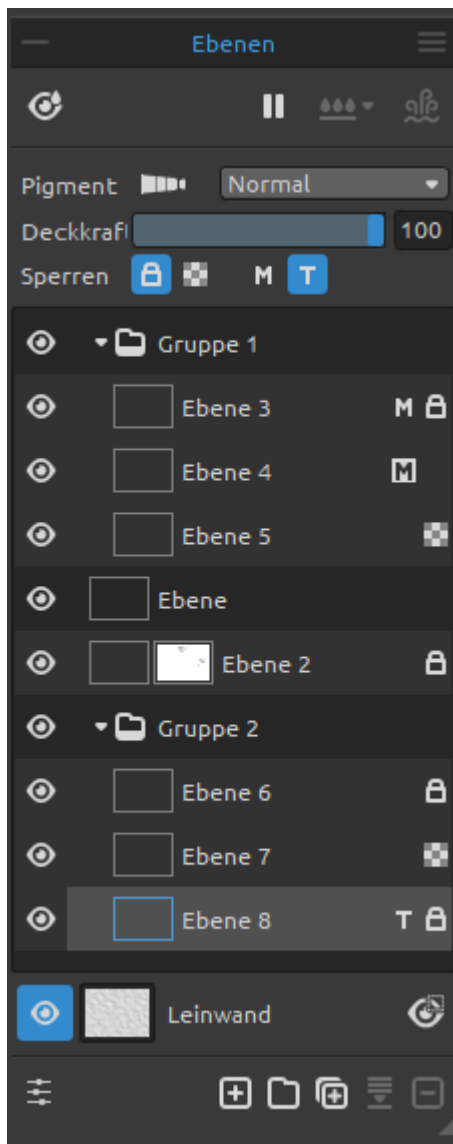 Ebenen
Pigment Normal
Deckkraft 100
Sperren M T
Gruppe 1
Ebene 3 M
Ebene 4 M
Ebene 5
Ebene
Ebene 2
Gruppe 2
Ebene 6
Ebene 7
Ebene 8 T
Leinwand